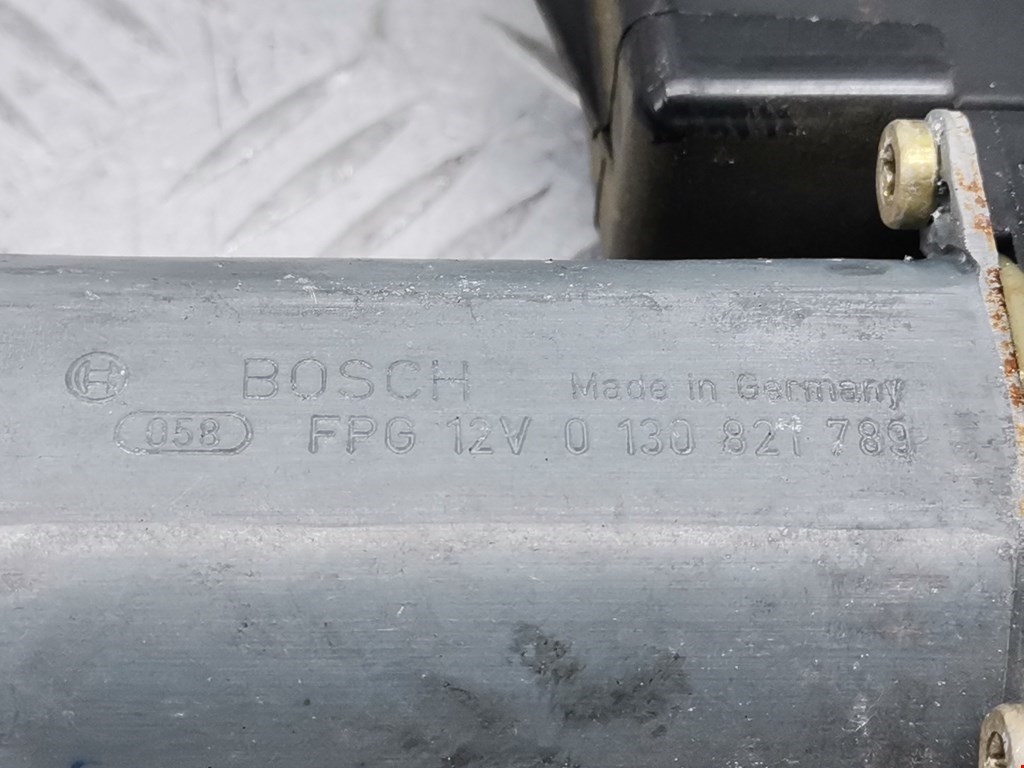 BOSCH Made in Germany
058 FPG 12V 0 130 821 789